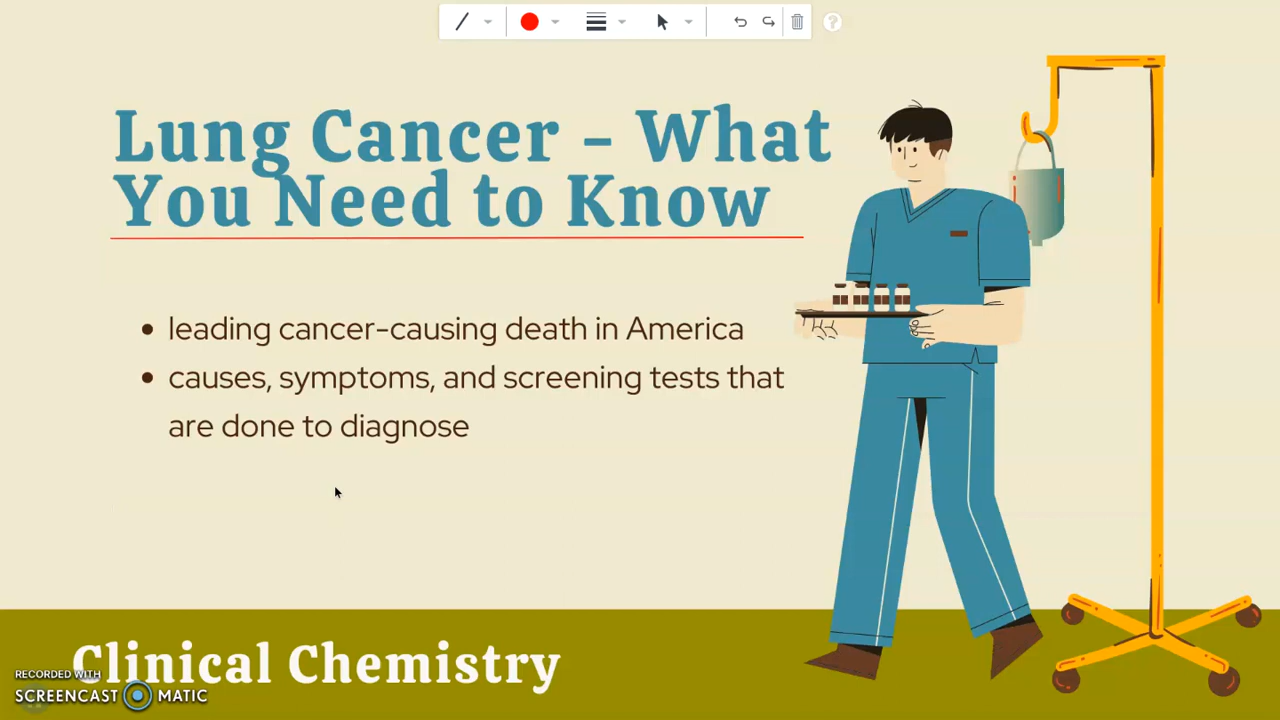 Lung Cancer – What
You Need to Know
leading cancer-causing death in America
causes, symptoms, and screening tests that
are done to diagnose
Clinical Chemistry
RECORDED WITH
SCREENCAST MATIC
?